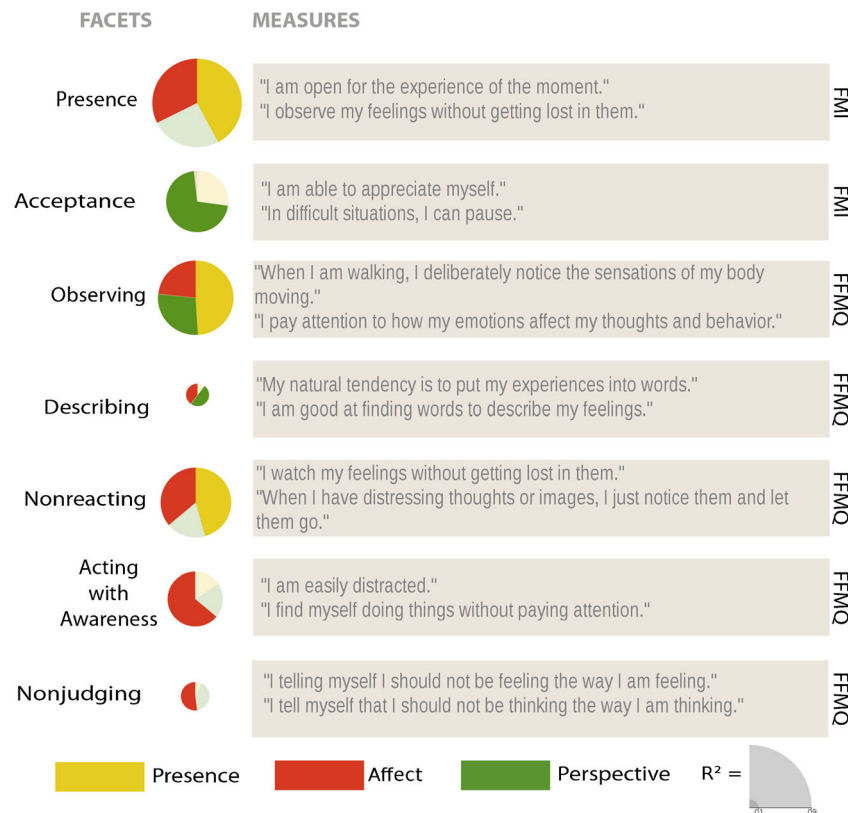 FACETS MEASURES
Presence
"I am open for the experience of the moment."
"I observe my feelings without getting lost in them."
FMI
Acceptance
"I am able to appreciate myself."
"In difficult situations, I can pause."
FMI
Observing
"When I am walking, I deliberately notice the sensations of my body
moving."
"I pay attention to how my emotions affect my thoughts and behavior."
FFMQ
Describing
"My natural tendency is to put my experiences into words."
"I am good at finding words to describe my feelings."
FFMQ
Nonreacting
"I watch my feelings without getting lost in them."
"When I have distressing thoughts or images, I just notice them and let
them go."
FFMQ
Acting
with
Awareness
"I am easily distracted."
"I find myself doing things without paying attention."
FFMQ
Nonjudging
"I telling myself I should not be feeling the way I am feeling."
"I tell myself that I should not be thinking the way I am thinking."
FFMQ
Presence Affect Perspective R² =
01 09